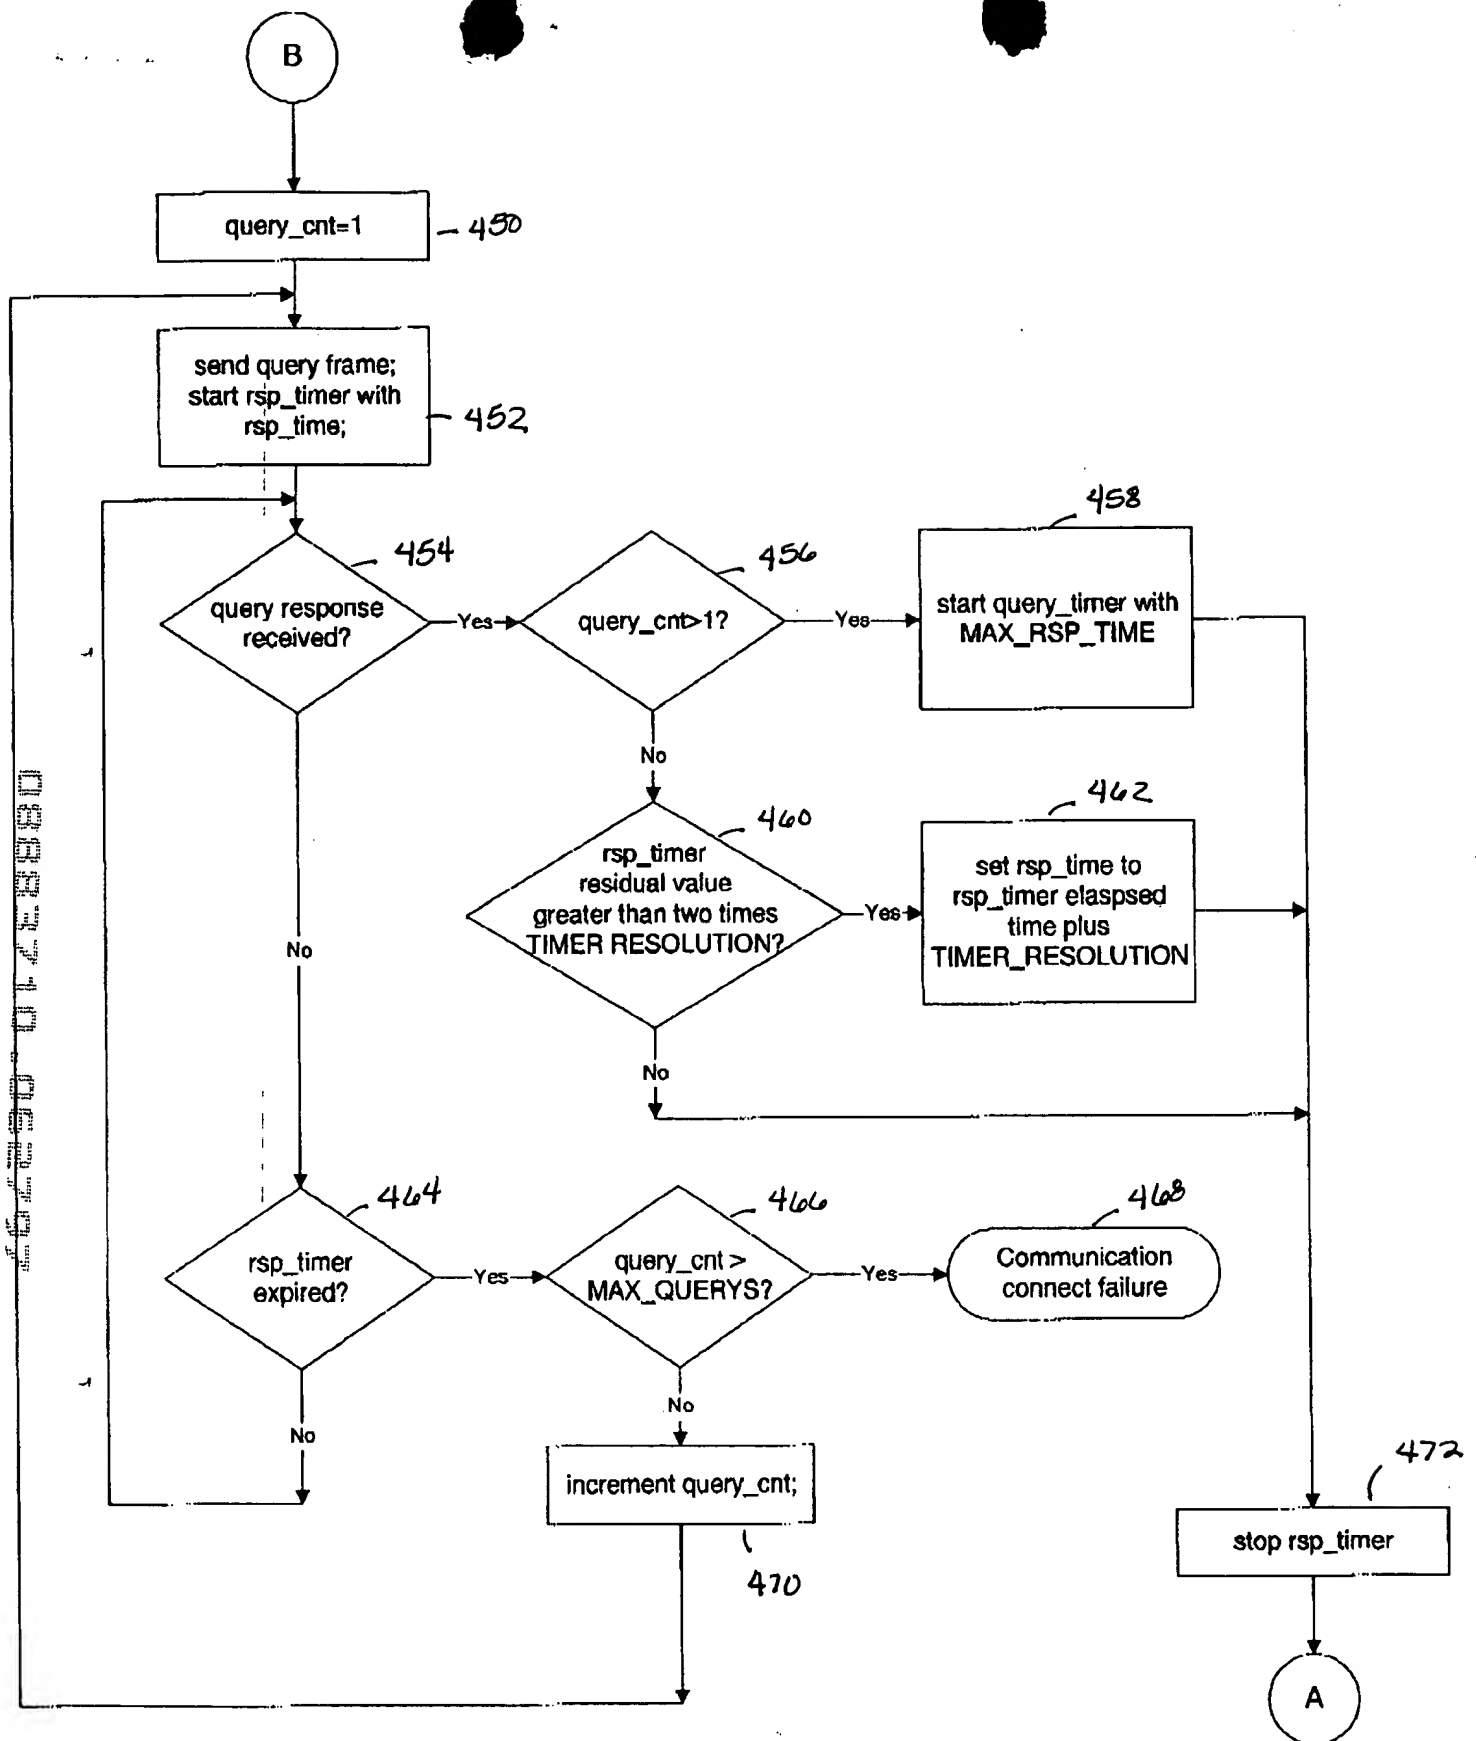 B
query_cnt=1
450
send query frame;
start rsp_timer with
rsp_time;
452
454
query response
received?
Yes
456
query_cnt>1?
Yes
458
start query_timer with
MAX_RSP_TIME
No
No
460
rsp_timer
residual value
greater than two times
TIMER RESOLUTION?
Yes
462
set rsp_time to
rsp_timer elaspsed
time plus
TIMER_RESOLUTION
No
464
rsp_timer
expired?
Yes
466
query_cnt >
MAX_QUERYS?
Yes
468
Communication
connect failure
No
No
increment query_cnt;
470
472
stop rsp_timer
A